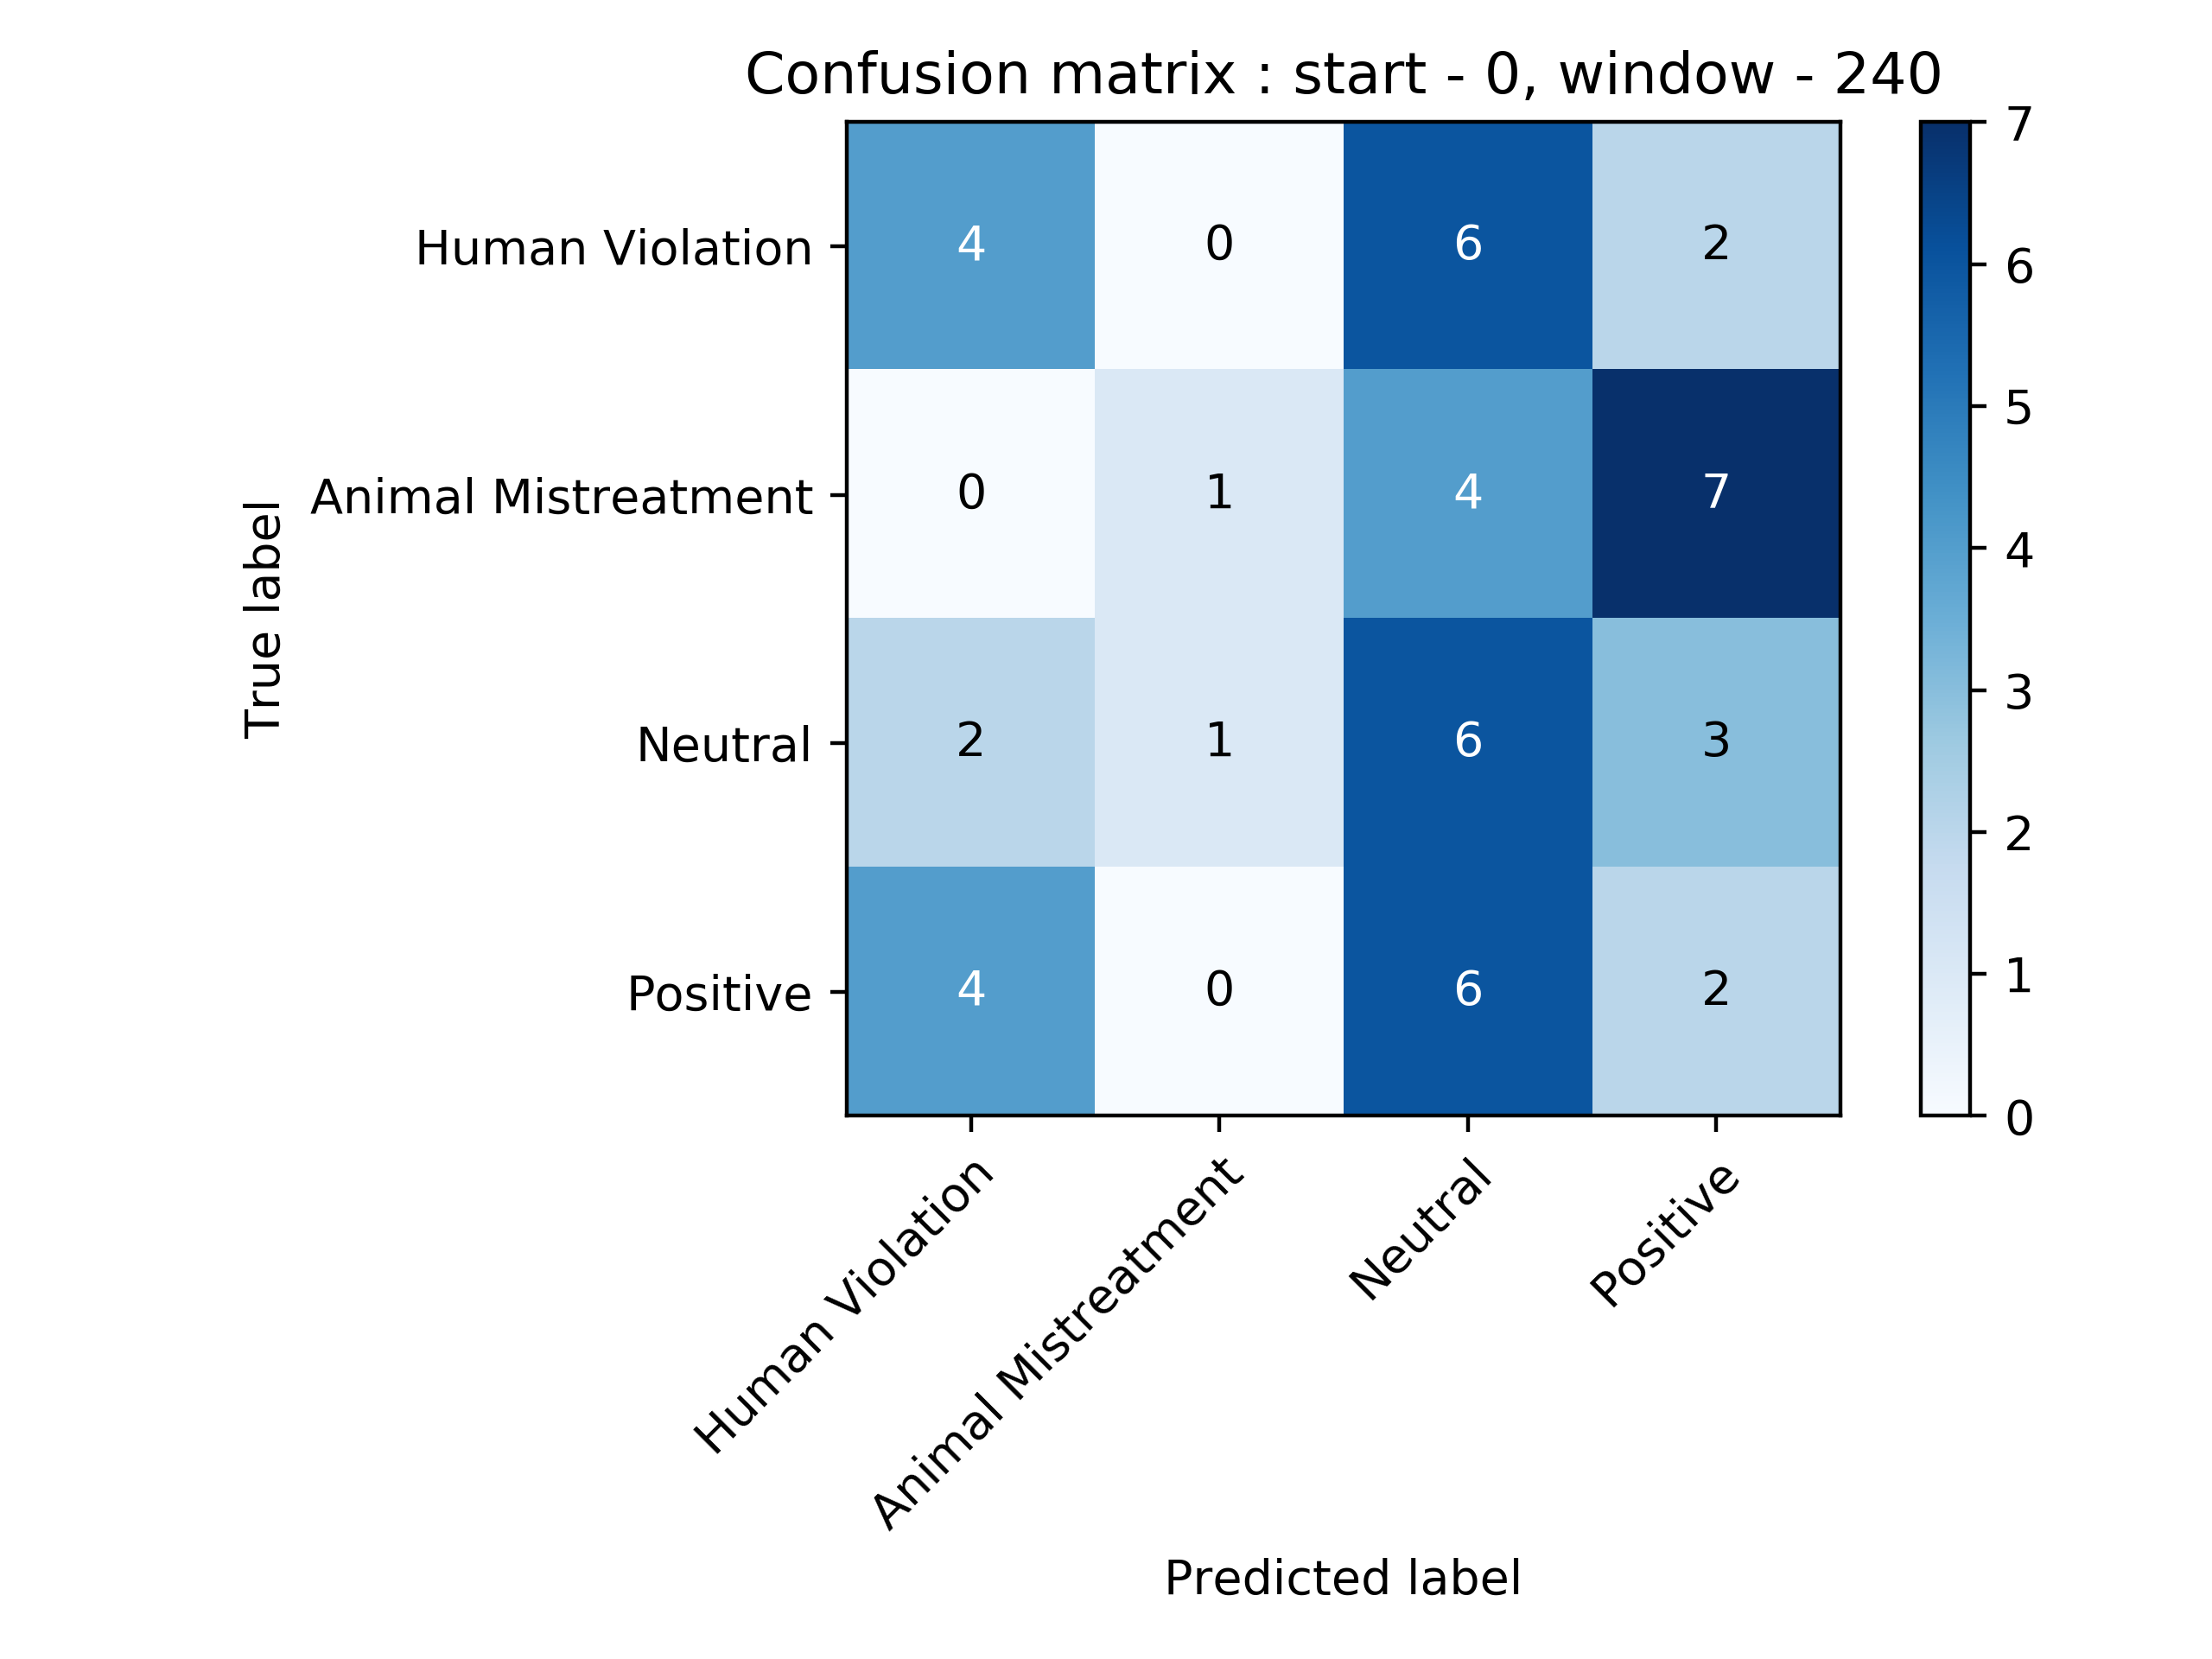 Confusion matrix : start - 0, window - 240
True label
Human Violation 4 0 6 2
Animal Mistreatment 0 1 4 7
Neutral 2 1 6 3
Positive 4 0 6 2
Human Violation
Animal Mistreatment
Neutral
Positive
Predicted label
7
6
5
4
3
2
1
0